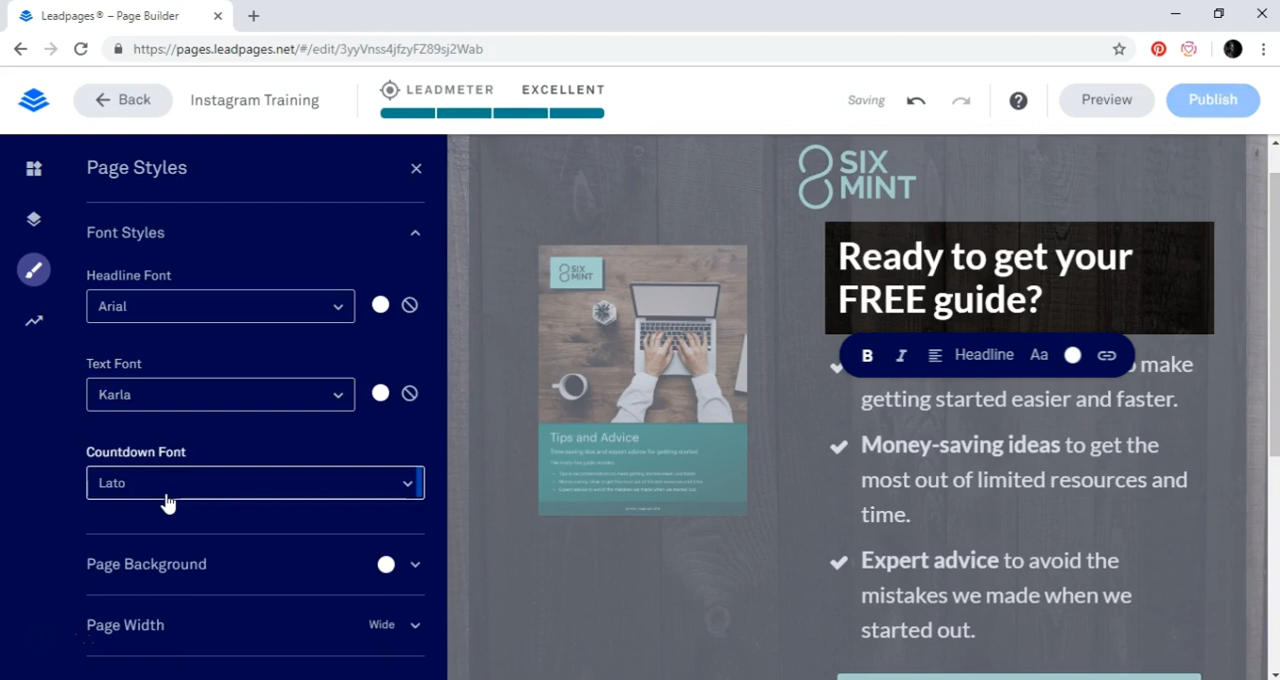 Leadpages® – Page Builder
https://pages.leadpages.net/#/edit/3yyVnss4jfzyFZ89sj2Wab
Back
Instagram Training
LEADMETER EXCELLENT
Saving
Preview
Publish
Page Styles
Font Styles
Headline Font
Arial
Text Font
Karla
Countdown Font
Lato
Page Background
Page Width
Wide
SIX
MINT
SIX
MINT
Tips and Advice
Ready to get your
FREE guide?
B I Headline Aa
make
getting started easier and faster.
Money-saving ideas to get the
most out of limited resources and
time.
Expert advice to avoid the
mistakes we made when we
started out.